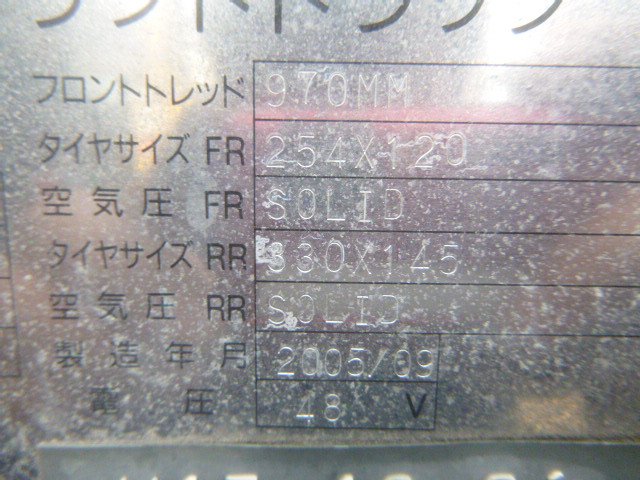 フロントトレッド 970MM
タイヤサイズ FR 254X120
空気圧 FR SOLID
タイヤサイズ RR 330X145
空気圧 RR SOLID
製造年月 2005/09
電圧 48 V